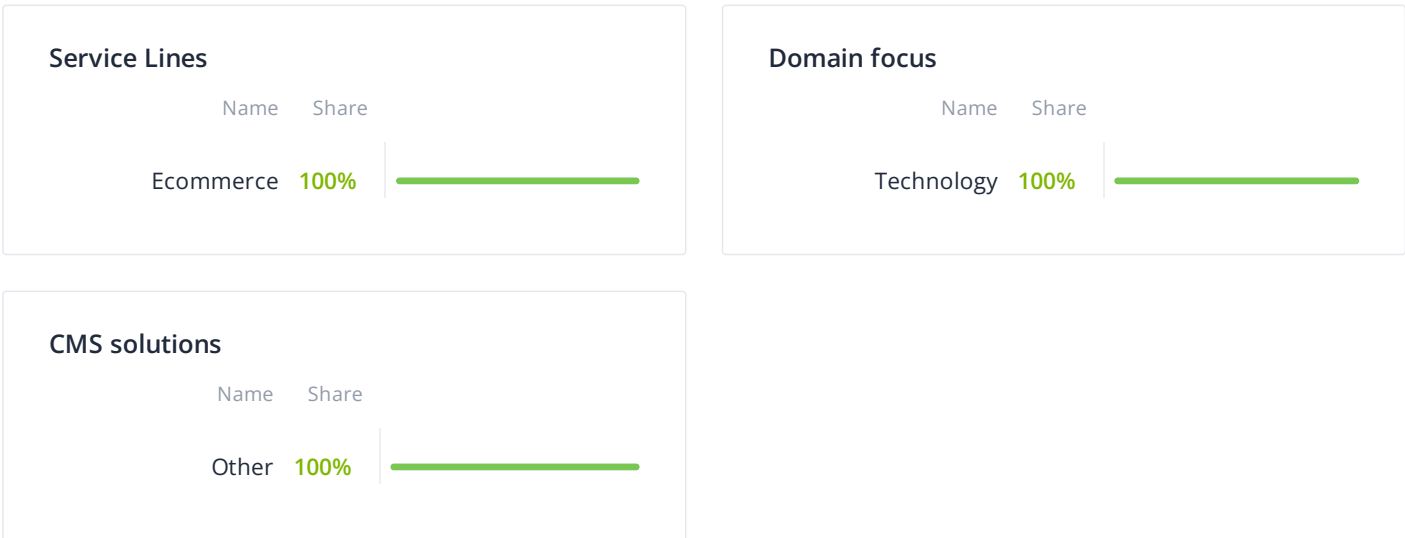 Service Lines
Name Share
Ecommerce 100%
Domain focus
Name Share
Technology 100%
CMS solutions
Name Share
Other 100%